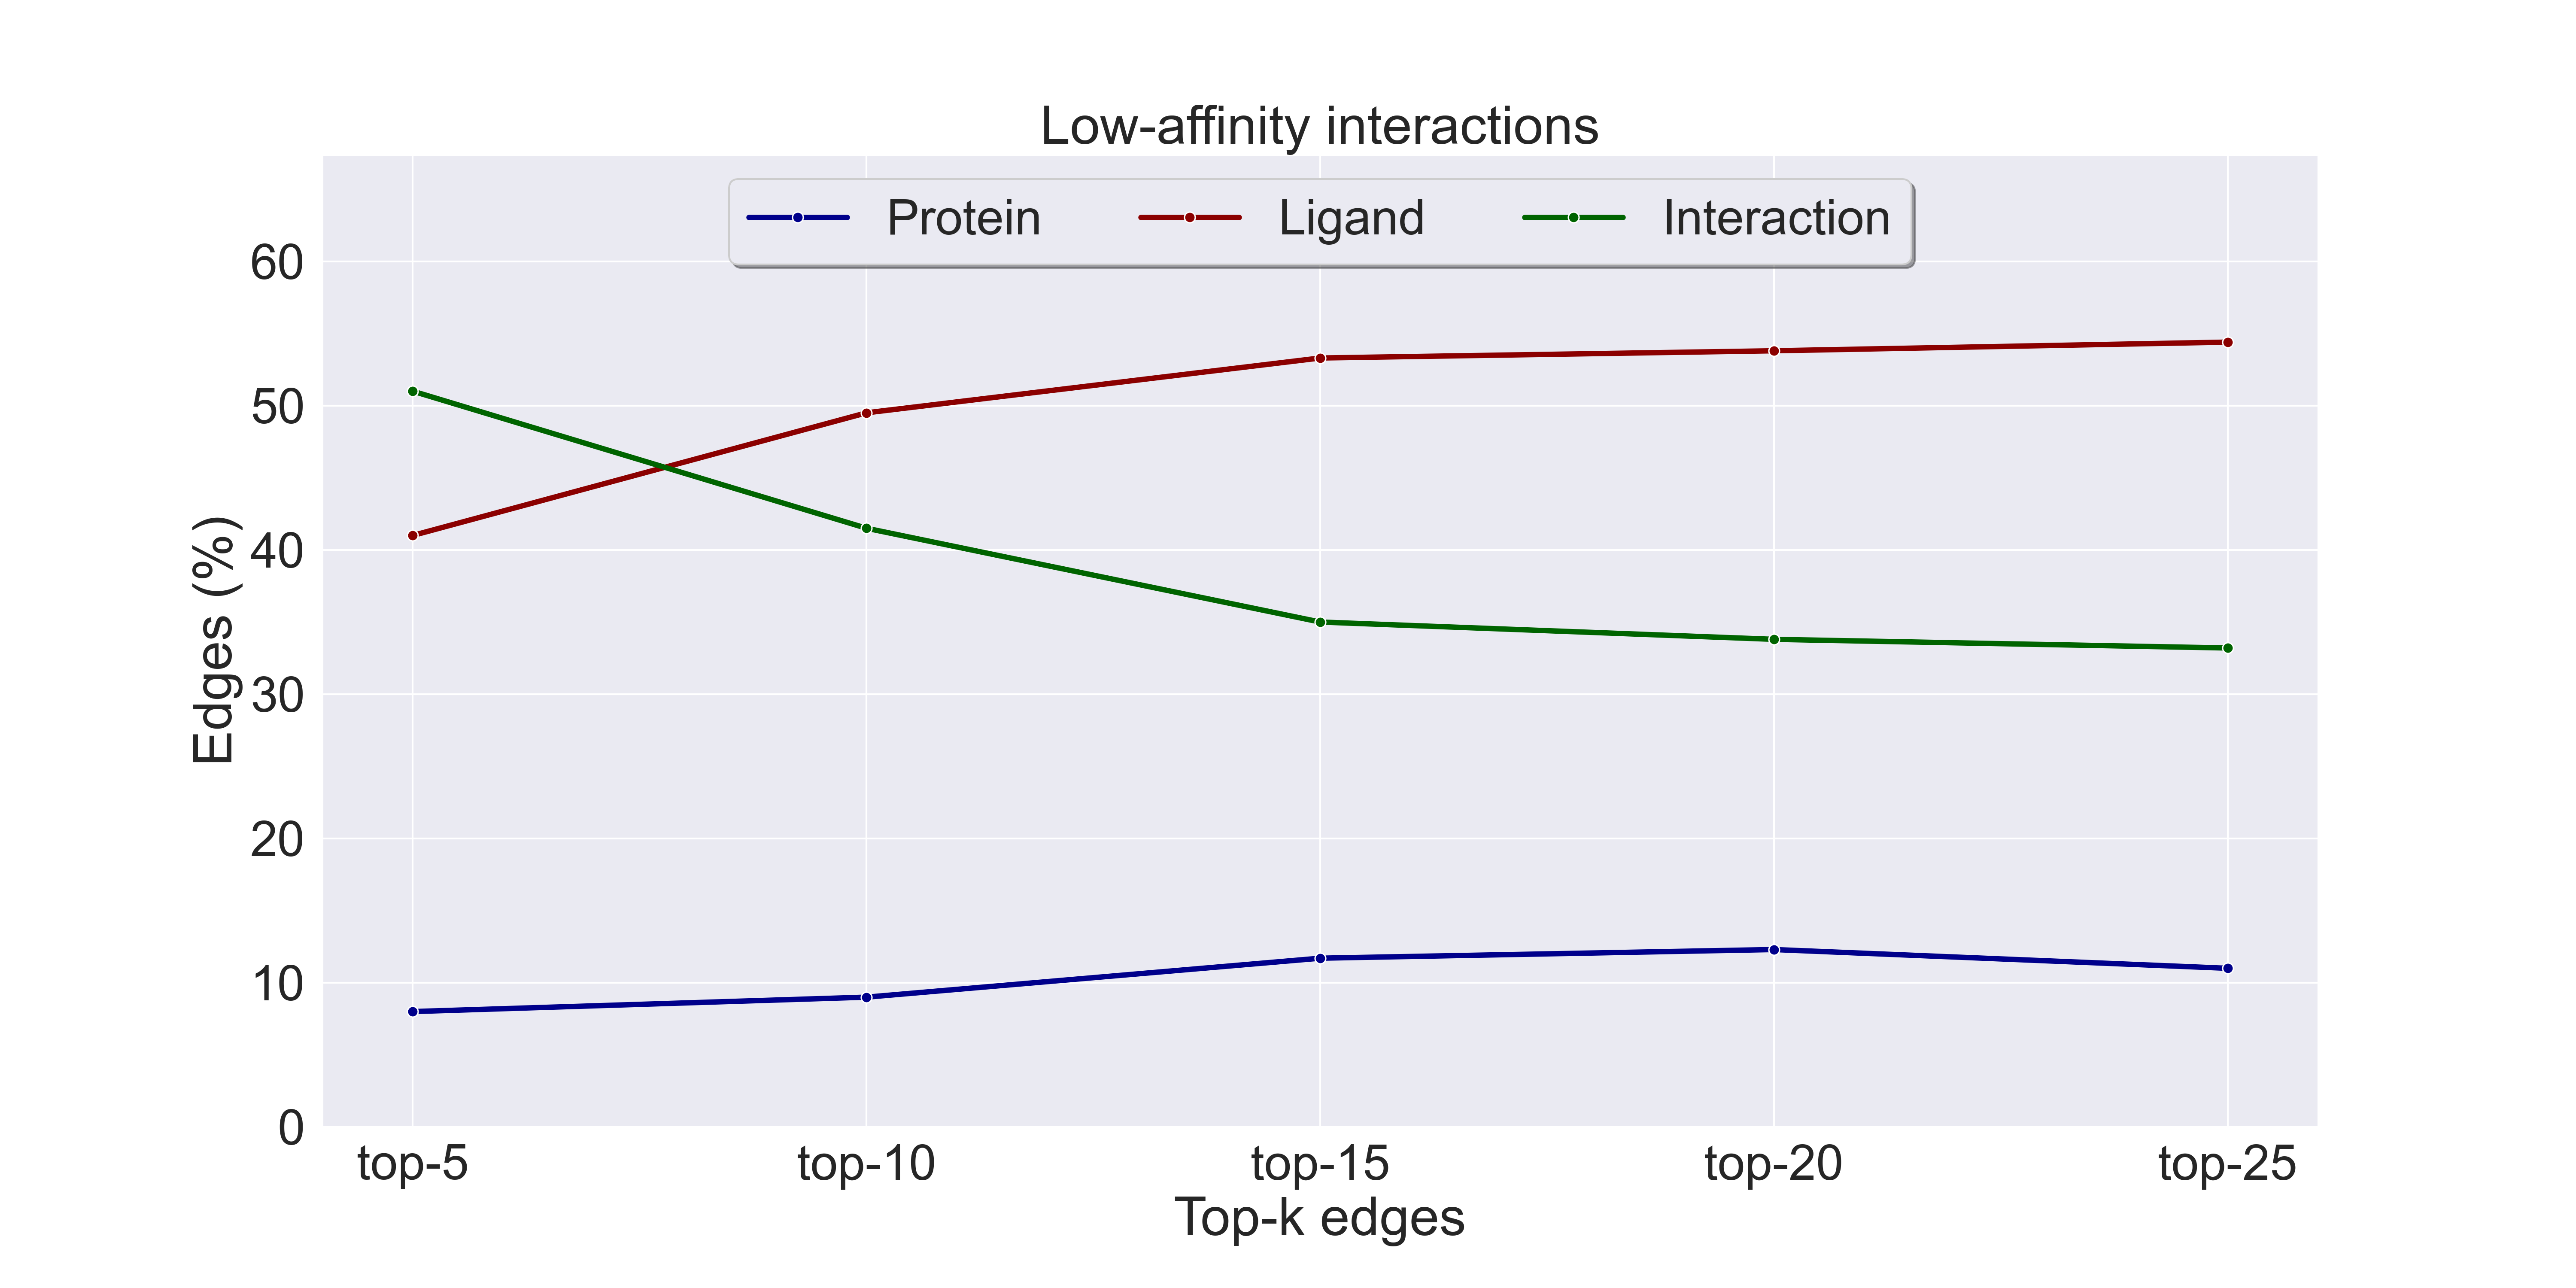 Low-affinity interactions
Protein Ligand Interaction
60
50
40
30
20
10
0
Edges (%)
top-5 top-10 top-15 top-20 top-25
Top-k edges